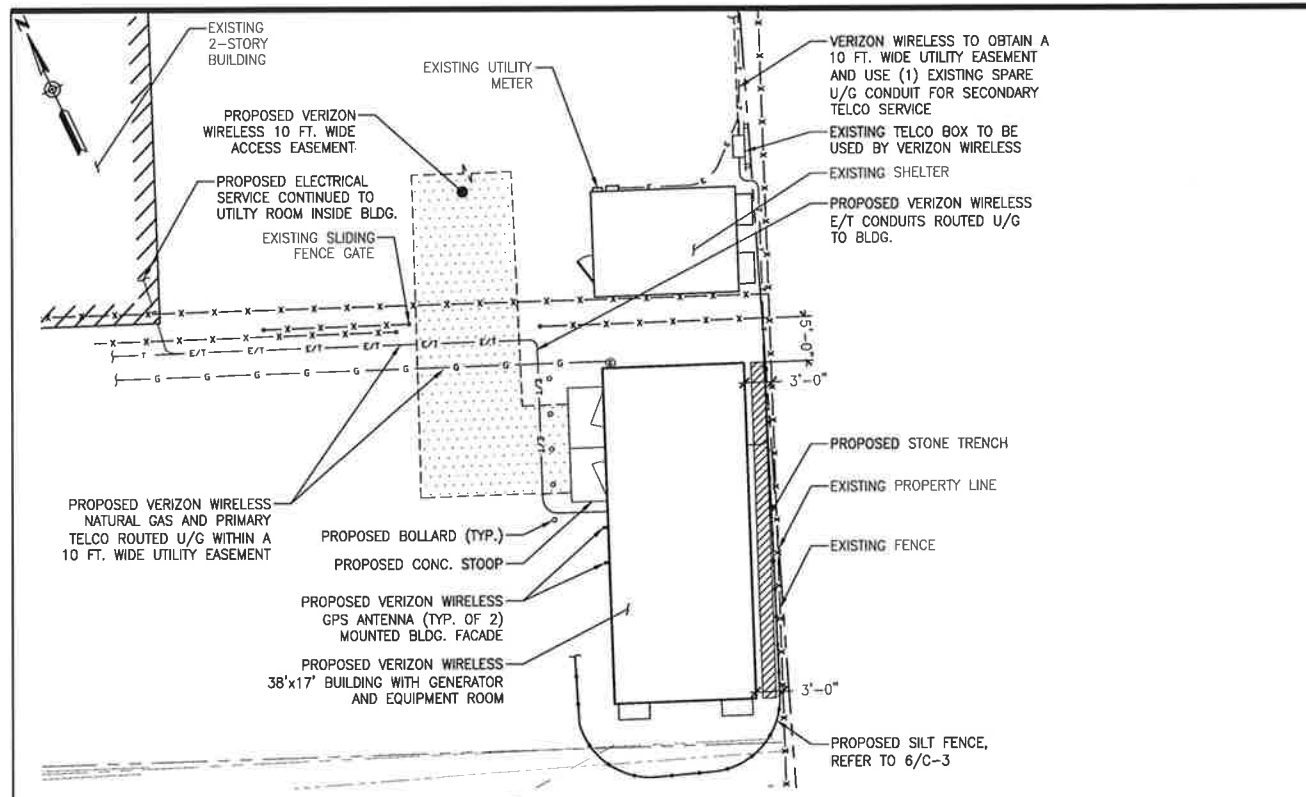 N
EXISTING
2-STORY
BUILDING
EXISTING UTILITY
METER
VERIZON WIRELESS TO OBTAIN A
10 FT. WIDE UTILITY EASEMENT
AND USE (1) EXISTING SPARE
U/G CONDUIT FOR SECONDARY
TELCO SERVICE
PROPOSED VERIZON
WIRELESS 10 FT. WIDE
ACCESS EASEMENT
EXISTING TELCO BOX TO BE
USED BY VERIZON WIRELESS
EXISTING SHELTER
PROPOSED ELECTRICAL
SERVICE CONTINUED TO
UTILTY ROOM INSIDE BLDG.
PROPOSED VERIZON WIRELESS
E/T CONDUITS ROUTED U/G
TO BLDG.
EXISTING SLIDING
FENCE GATE
E E E
X X X X X X X X X X X X
T E/T E/T E/T E/T E/T E/T
G G G G G G G G G
E/T
E/T
5'-0"
3'-0"
PROPOSED STONE TRENCH
EXISTING PROPERTY LINE
EXISTING FENCE
PROPOSED VERIZON WIRELESS
NATURAL GAS AND PRIMARY
TELCO ROUTED U/G WITHIN A
10 FT. WIDE UTILITY EASEMENT
PROPOSED BOLLARD (TYP.)
PROPOSED CONC. STOOP
PROPOSED VERIZON WIRELESS
GPS ANTENNA (TYP. OF 2)
MOUNTED BLDG. FACADE
PROPOSED VERIZON WIRELESS
38'x17' BUILDING WITH GENERATOR
AND EQUIPMENT ROOM
3'-0"
PROPOSED SILT FENCE,
REFER TO 6/C-3